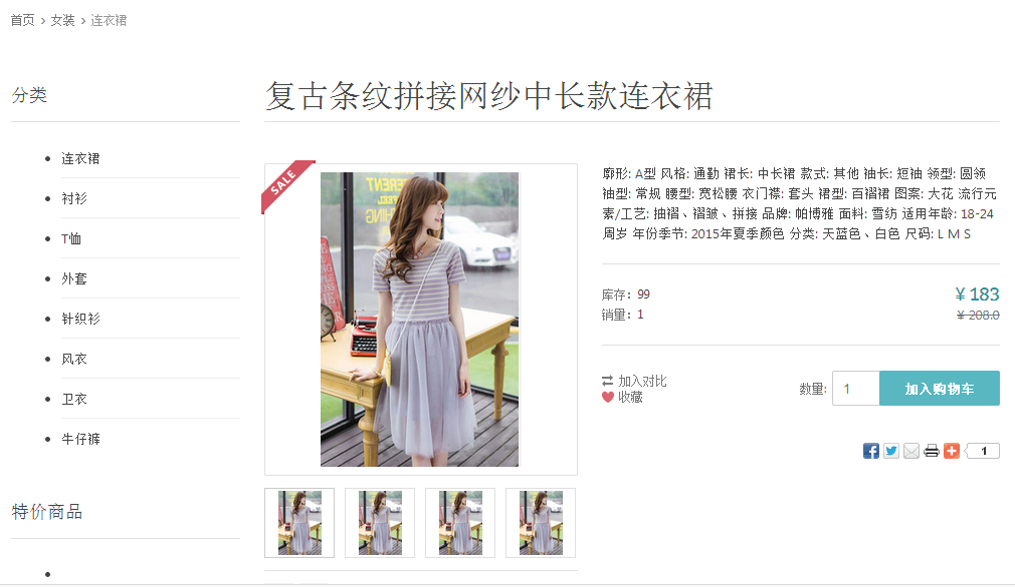 首页 › 女装 › 连衣裙
分类
连衣裙
衬衫
T恤
外套
针织衫
风衣
卫衣
牛仔裤
特价商品
复古条纹拼接网纱中长款连衣裙
SALE
廓形: A型 风格: 通勤 裙长: 中长裙 款式: 其他 袖长: 短袖 领型: 圆领
袖型: 常规 腰型: 宽松腰 衣门襟: 套头 裙型: 百褶裙 图案: 大花 流行元
素/工艺: 抽褶、褶皱、拼接 品牌: 帕博雅 面料: 雪纺 适用年龄: 18-24
周岁 年份季节: 2015年夏季颜色 分类: 天蓝色、白色 尺码: L M S
库存: 99
¥ 183
销量: 1
¥ 208.0
加入对比
收藏
数量: 1 加入购物车
1